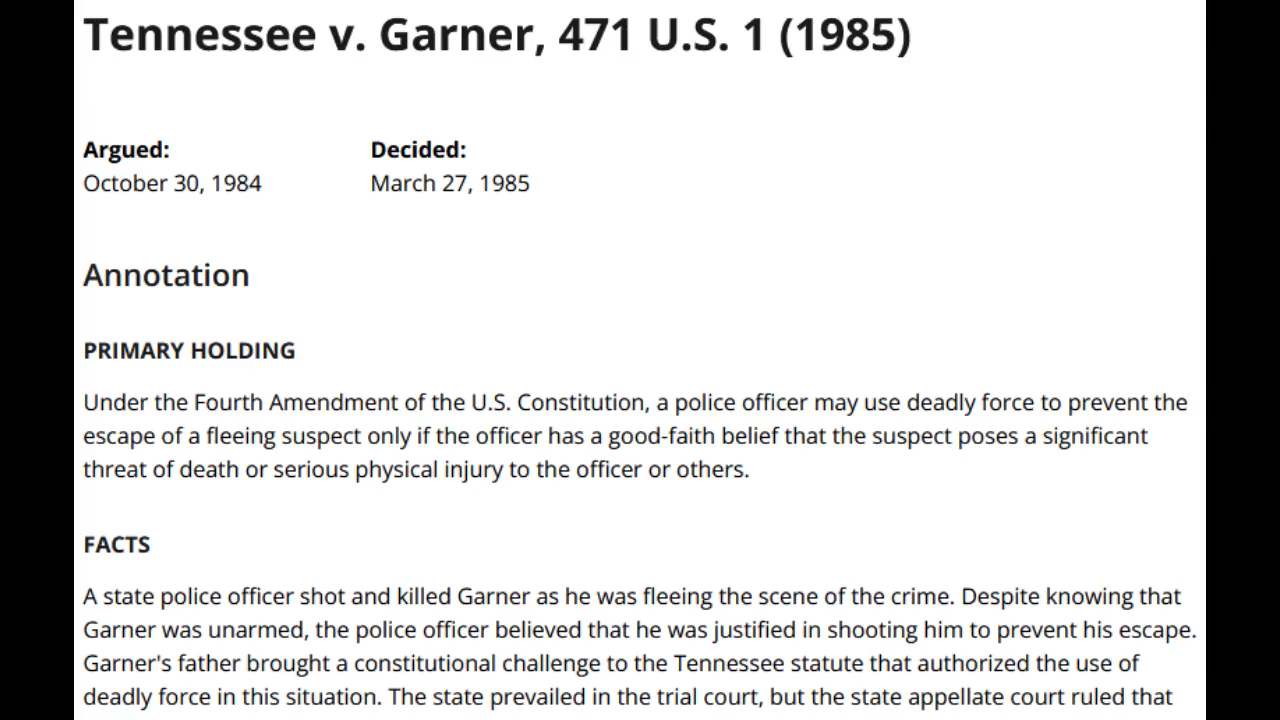 Tennessee v. Garner, 471 U.S. 1 (1985)
Argued:
Decided:
October 30, 1984
March 27, 1985
Annotation
PRIMARY HOLDING
Under the Fourth Amendment of the U.S. Constitution, a police officer may use deadly force to prevent the
escape of a fleeing suspect only if the officer has a good-faith belief that the suspect poses a significant
threat of death or serious physical injury to the officer or others.
FACTS
A state police officer shot and killed Garner as he was fleeing the scene of the crime. Despite knowing that
Garner was unarmed, the police officer believed that he was justified in shooting him to prevent his escape.
Garner's father brought a constitutional challenge to the Tennessee statute that authorized the use of
deadly force in this situation. The state prevailed in the trial court, but the state appellate court ruled that